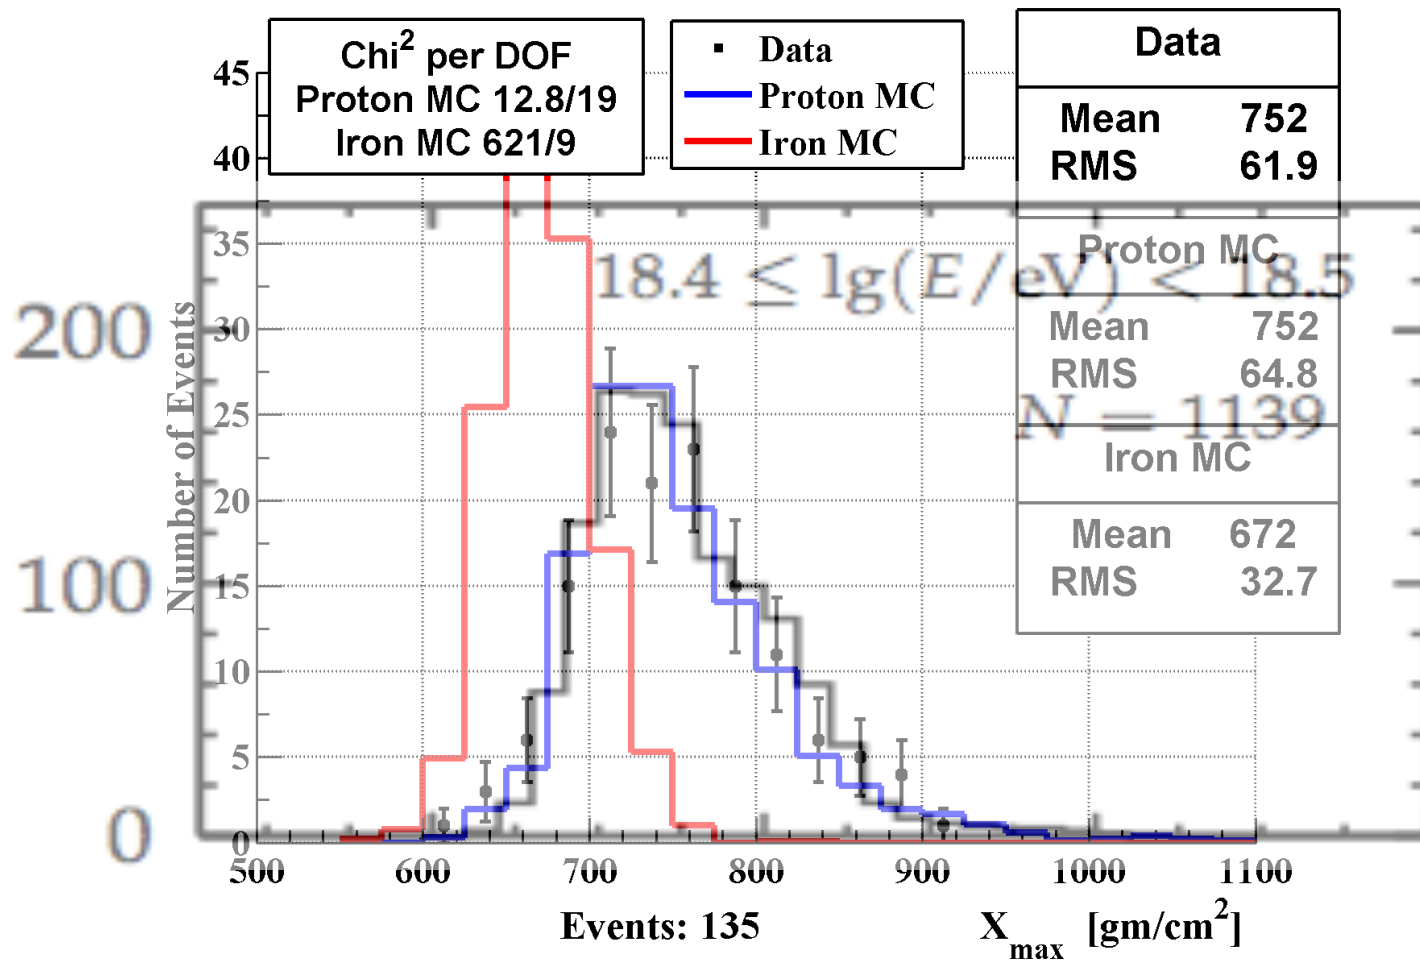 Chi² per DOF
Proton MC 12.8/19
Iron MC 621/9
Data
Proton MC
Iron MC
Data
Mean 752
RMS 61.9
Proton MC
Mean 752
RMS 64.8
Iron MC
Mean 672
RMS 32.7
18.4 ≤ lg(E/eV) < 18.5
N = 1139
Number of Events
45
40
35
30
25
20
15
10
5
0
200
100
0
500 600 700 800 900 1000 1100
Events: 135
Xmax [gm/cm²]